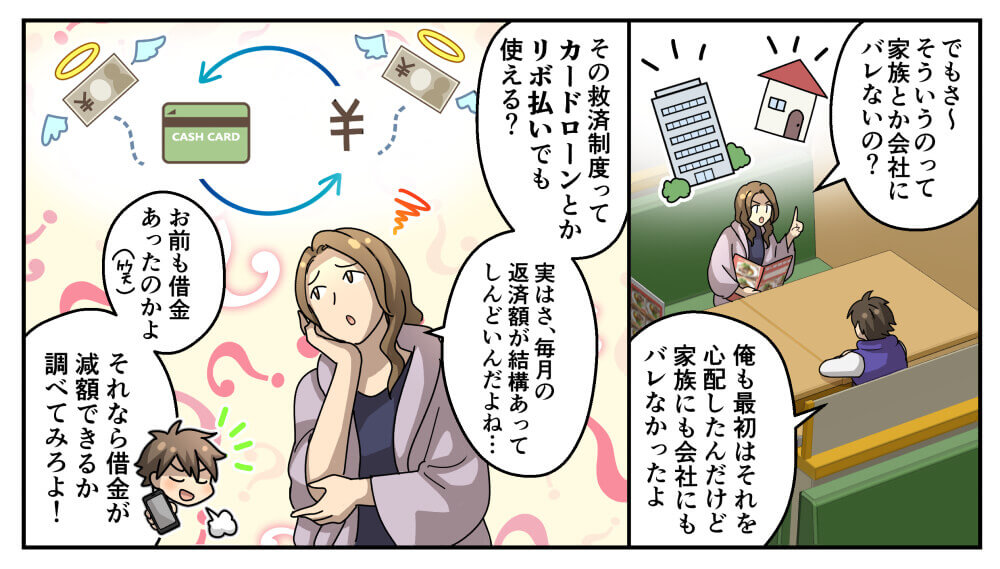 でもさ〜
そういうのって
家族とか会社に
バレないの？
俺も最初はそれを
心配したんだけど
家族にも会社にも
バレなかったよ
その救済制度って
カードローンとか
リボ払いでも
使える？
実はさ、毎月の
返済額が結構あって
しんどいんだよね…
お前も借金
あったのかよ
(笑)
それなら借金が
減額できるか
調べてみろよ！
¥
¥
¥
CASH CARD